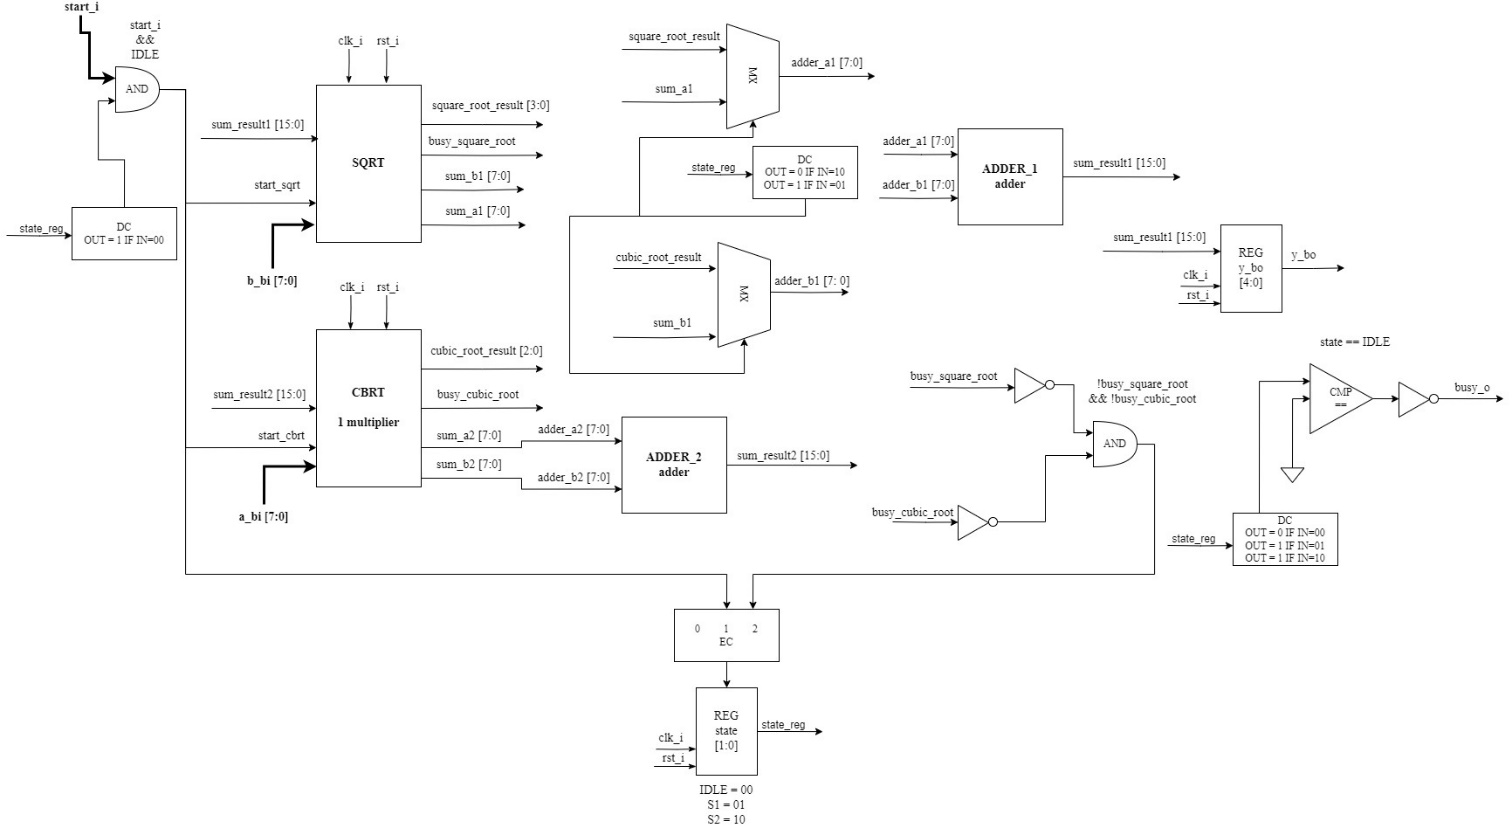 start_i
start_i
&&
IDLE
AND
state_reg
DC
OUT = 1 IF IN=00
clk_i
rst_i
sum_result1 [15:0]
start_sqrt
b_bi [7:0]
SQRT
square_root_result [3:0]
busy_square_root
sum_b1 [7:0]
sum_a1 [7:0]
clk_i
rst_i
sum_result2 [15:0]
start_cbrt
a_bi [7:0]
CBRT
1 multiplier
cubic_root_result [2:0]
busy_cubic_root
sum_a2 [7:0]
sum_b2 [7:0]
adder_a2 [7:0]
adder_b2 [7:0]
ADDER_2
adder
sum_result2 [15:0]
square_root_result
sum_a1
MX
adder_a1 [7:0]
state_reg
DC
OUT = 0 IF IN=10
OUT = 1 IF IN =01
cubic_root_result
sum_b1
MX
adder_b1 [7: 0]
adder_a1 [7:0]
adder_b1 [7:0]
ADDER_1
adder
sum_result1 [15:0]
sum_result1 [15:0]
clk_i
rst_i
REG
y_bo
[4:0]
y_bo
busy_square_root
!busy_square_root
&& !busy_cubic_root
AND
busy_cubic_root
state == IDLE
CMP
==
busy_o
state_reg
DC
OUT = 0 IF IN=00
OUT = 1 IF IN=01
OUT = 1 IF IN=10
0 1 2
EC
clk_i
rst_i
REG
state
[1:0]
state_reg
IDLE = 00
S1 = 01
S2 = 10